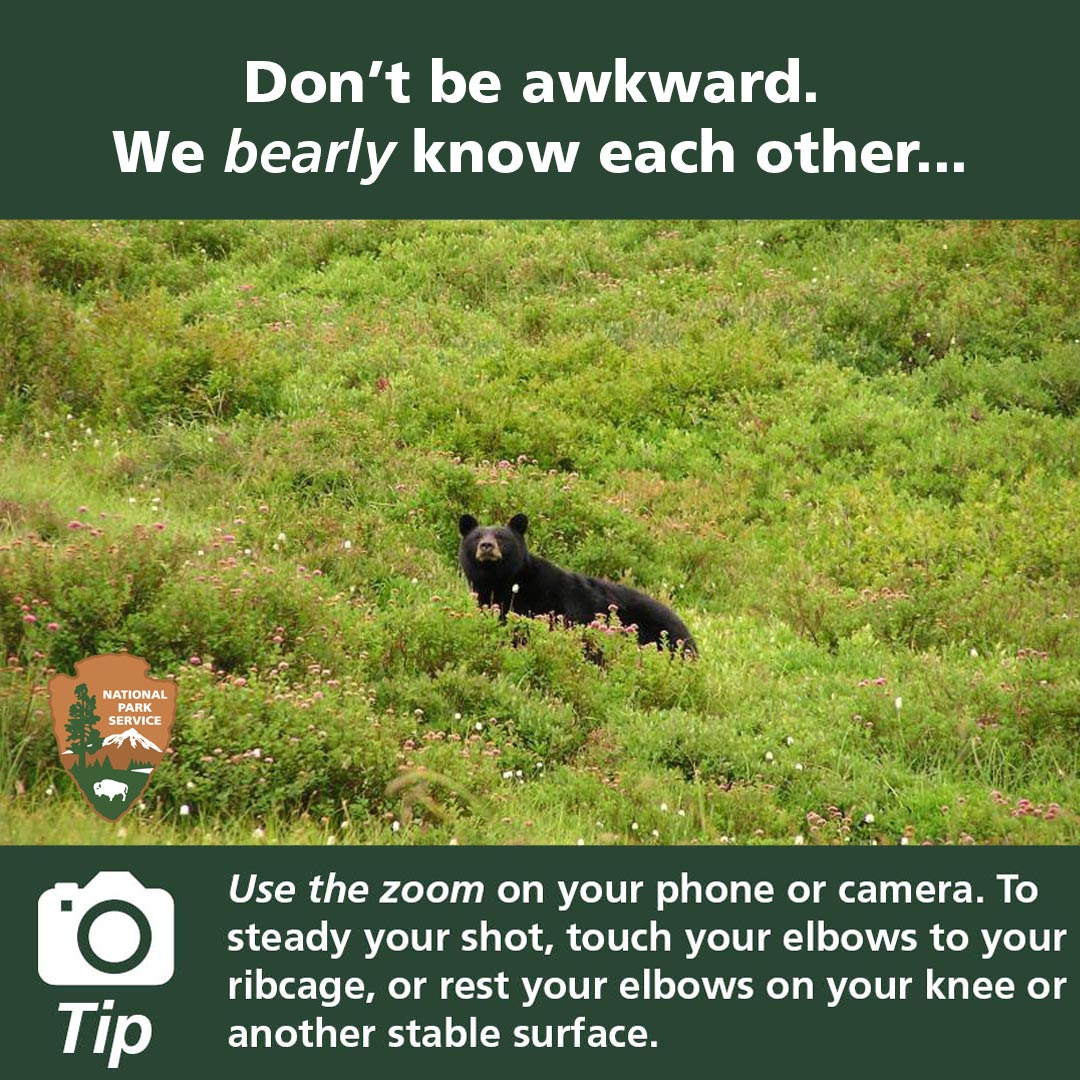 Don’t be awkward.
We bearly know each other...
NATIONAL
PARK
SERVICE
Use the zoom on your phone or camera. To
steady your shot, touch your elbows to your
ribcage, or rest your elbows on your knee or
another stable surface.
Tip